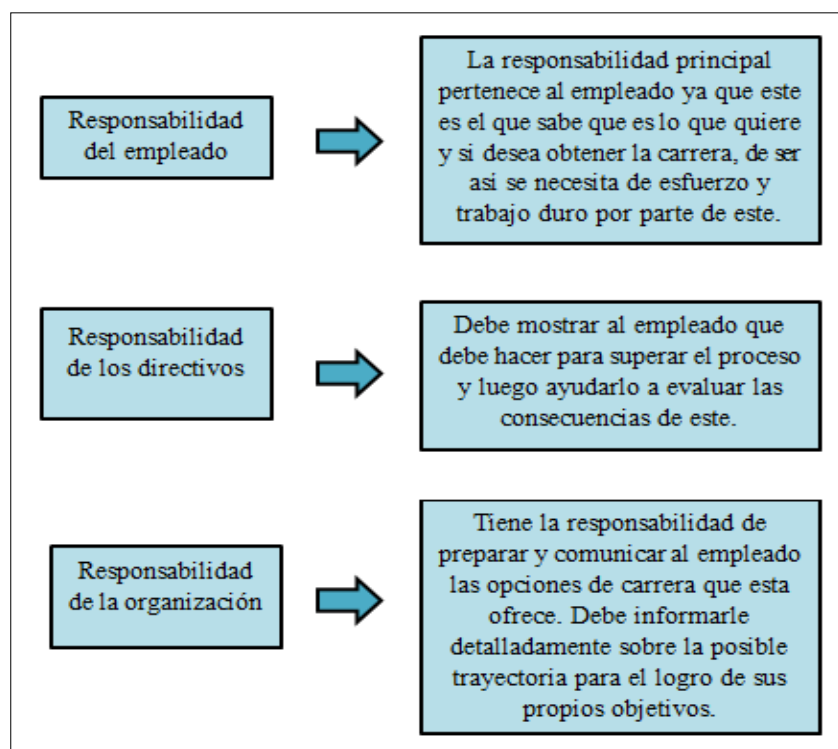 Responsabilidad
del empleado
La responsabilidad principal
pertenece al empleado ya que este
es el que sabe que es lo que quiere
y si desea obtener la carrera, de ser
así se necesita de esfuerzo y
trabajo duro por parte de este.
Responsabilidad
de los directivos
Debe mostrar al empleado que
debe hacer para superar el proceso
y luego ayudarlo a evaluar las
consecuencias de este.
Responsabilidad
de la organización
Tiene la responsabilidad de
preparar y comunicar al empleado
las opciones de carrera que esta
ofrece. Debe informarle
detalladamente sobre la posible
trayectoria para el logro de sus
propios objetivos.